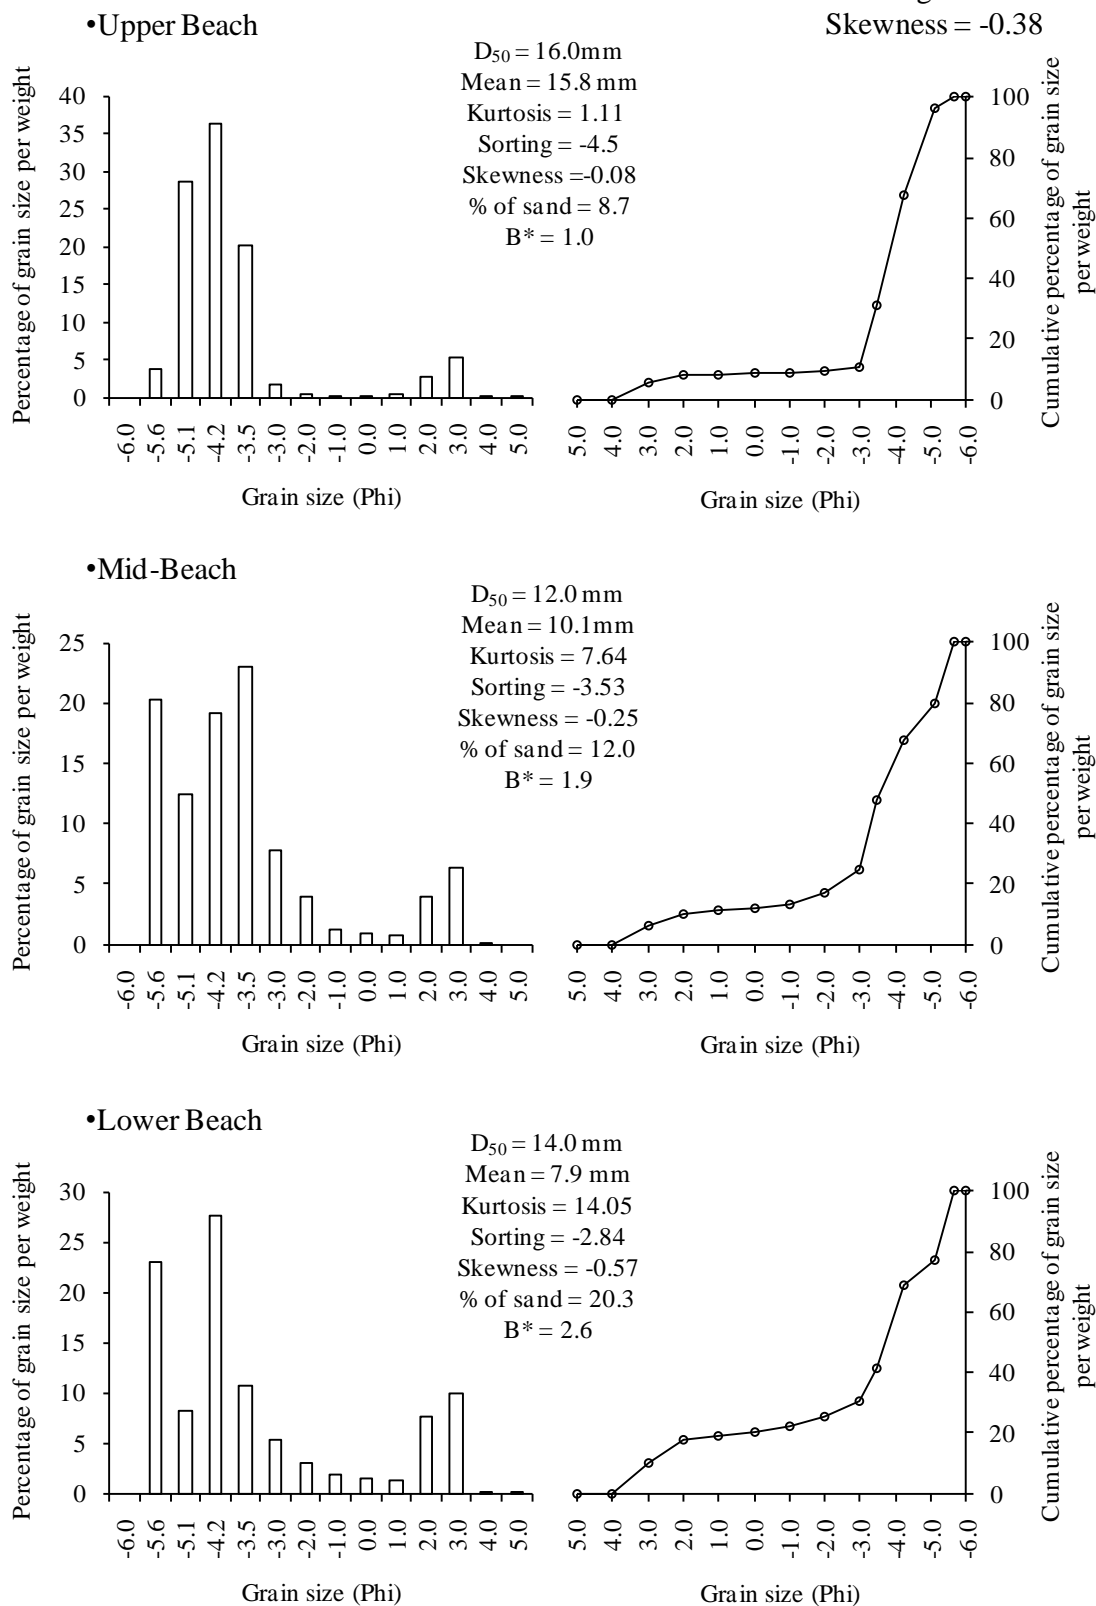 •Upper Beach
Skewness = -0.38
D₅₀ = 16.0mm
Mean = 15.8 mm
Kurtosis = 1.11
Sorting = -4.5
Skewness =-0.08
% of sand = 8.7
B* = 1.0
Percentage of grain size per weight
40
35
30
25
20
15
10
5
0
-6.0 -5.6 -5.1 -4.2 -3.5 -3.0 -2.0 -1.0 0.0 1.0 2.0 3.0 4.0 5.0
Grain size (Phi)
100
80
60
40
20
0
Cumulative percentage of grain size
per weight
5.0 4.0 3.0 2.0 1.0 0.0 -1.0 -2.0 -3.0 -4.0 -5.0 -6.0
Grain size (Phi)
•Mid-Beach
D₅₀ = 12.0 mm
Mean = 10.1mm
Kurtosis = 7.64
Sorting = -3.53
Skewness = -0.25
% of sand = 12.0
B* = 1.9
Percentage of grain size per weight
25
20
15
10
5
0
-6.0 -5.6 -5.1 -4.2 -3.5 -3.0 -2.0 -1.0 0.0 1.0 2.0 3.0 4.0 5.0
Grain size (Phi)
100
80
60
40
20
0
Cumulative percentage of grain size
per weight
5.0 4.0 3.0 2.0 1.0 0.0 -1.0 -2.0 -3.0 -4.0 -5.0 -6.0
Grain size (Phi)
•Lower Beach
D₅₀ = 14.0 mm
Mean = 7.9 mm
Kurtosis = 14.05
Sorting = -2.84
Skewness = -0.57
% of sand = 20.3
B* = 2.6
Percentage of grain size per weight
30
25
20
15
10
5
0
-6.0 -5.6 -5.1 -4.2 -3.5 -3.0 -2.0 -1.0 0.0 1.0 2.0 3.0 4.0 5.0
Grain size (Phi)
100
80
60
40
20
0
Cumulative percentage of grain size
per weight
5.0 4.0 3.0 2.0 1.0 0.0 -1.0 -2.0 -3.0 -4.0 -5.0 -6.0
Grain size (Phi)